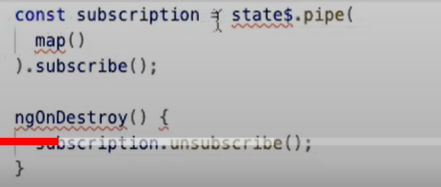 const subscription = state$.pipe(
map()
).subscribe();
ngOnDestroy() {
subscription.unsubscribe();
}